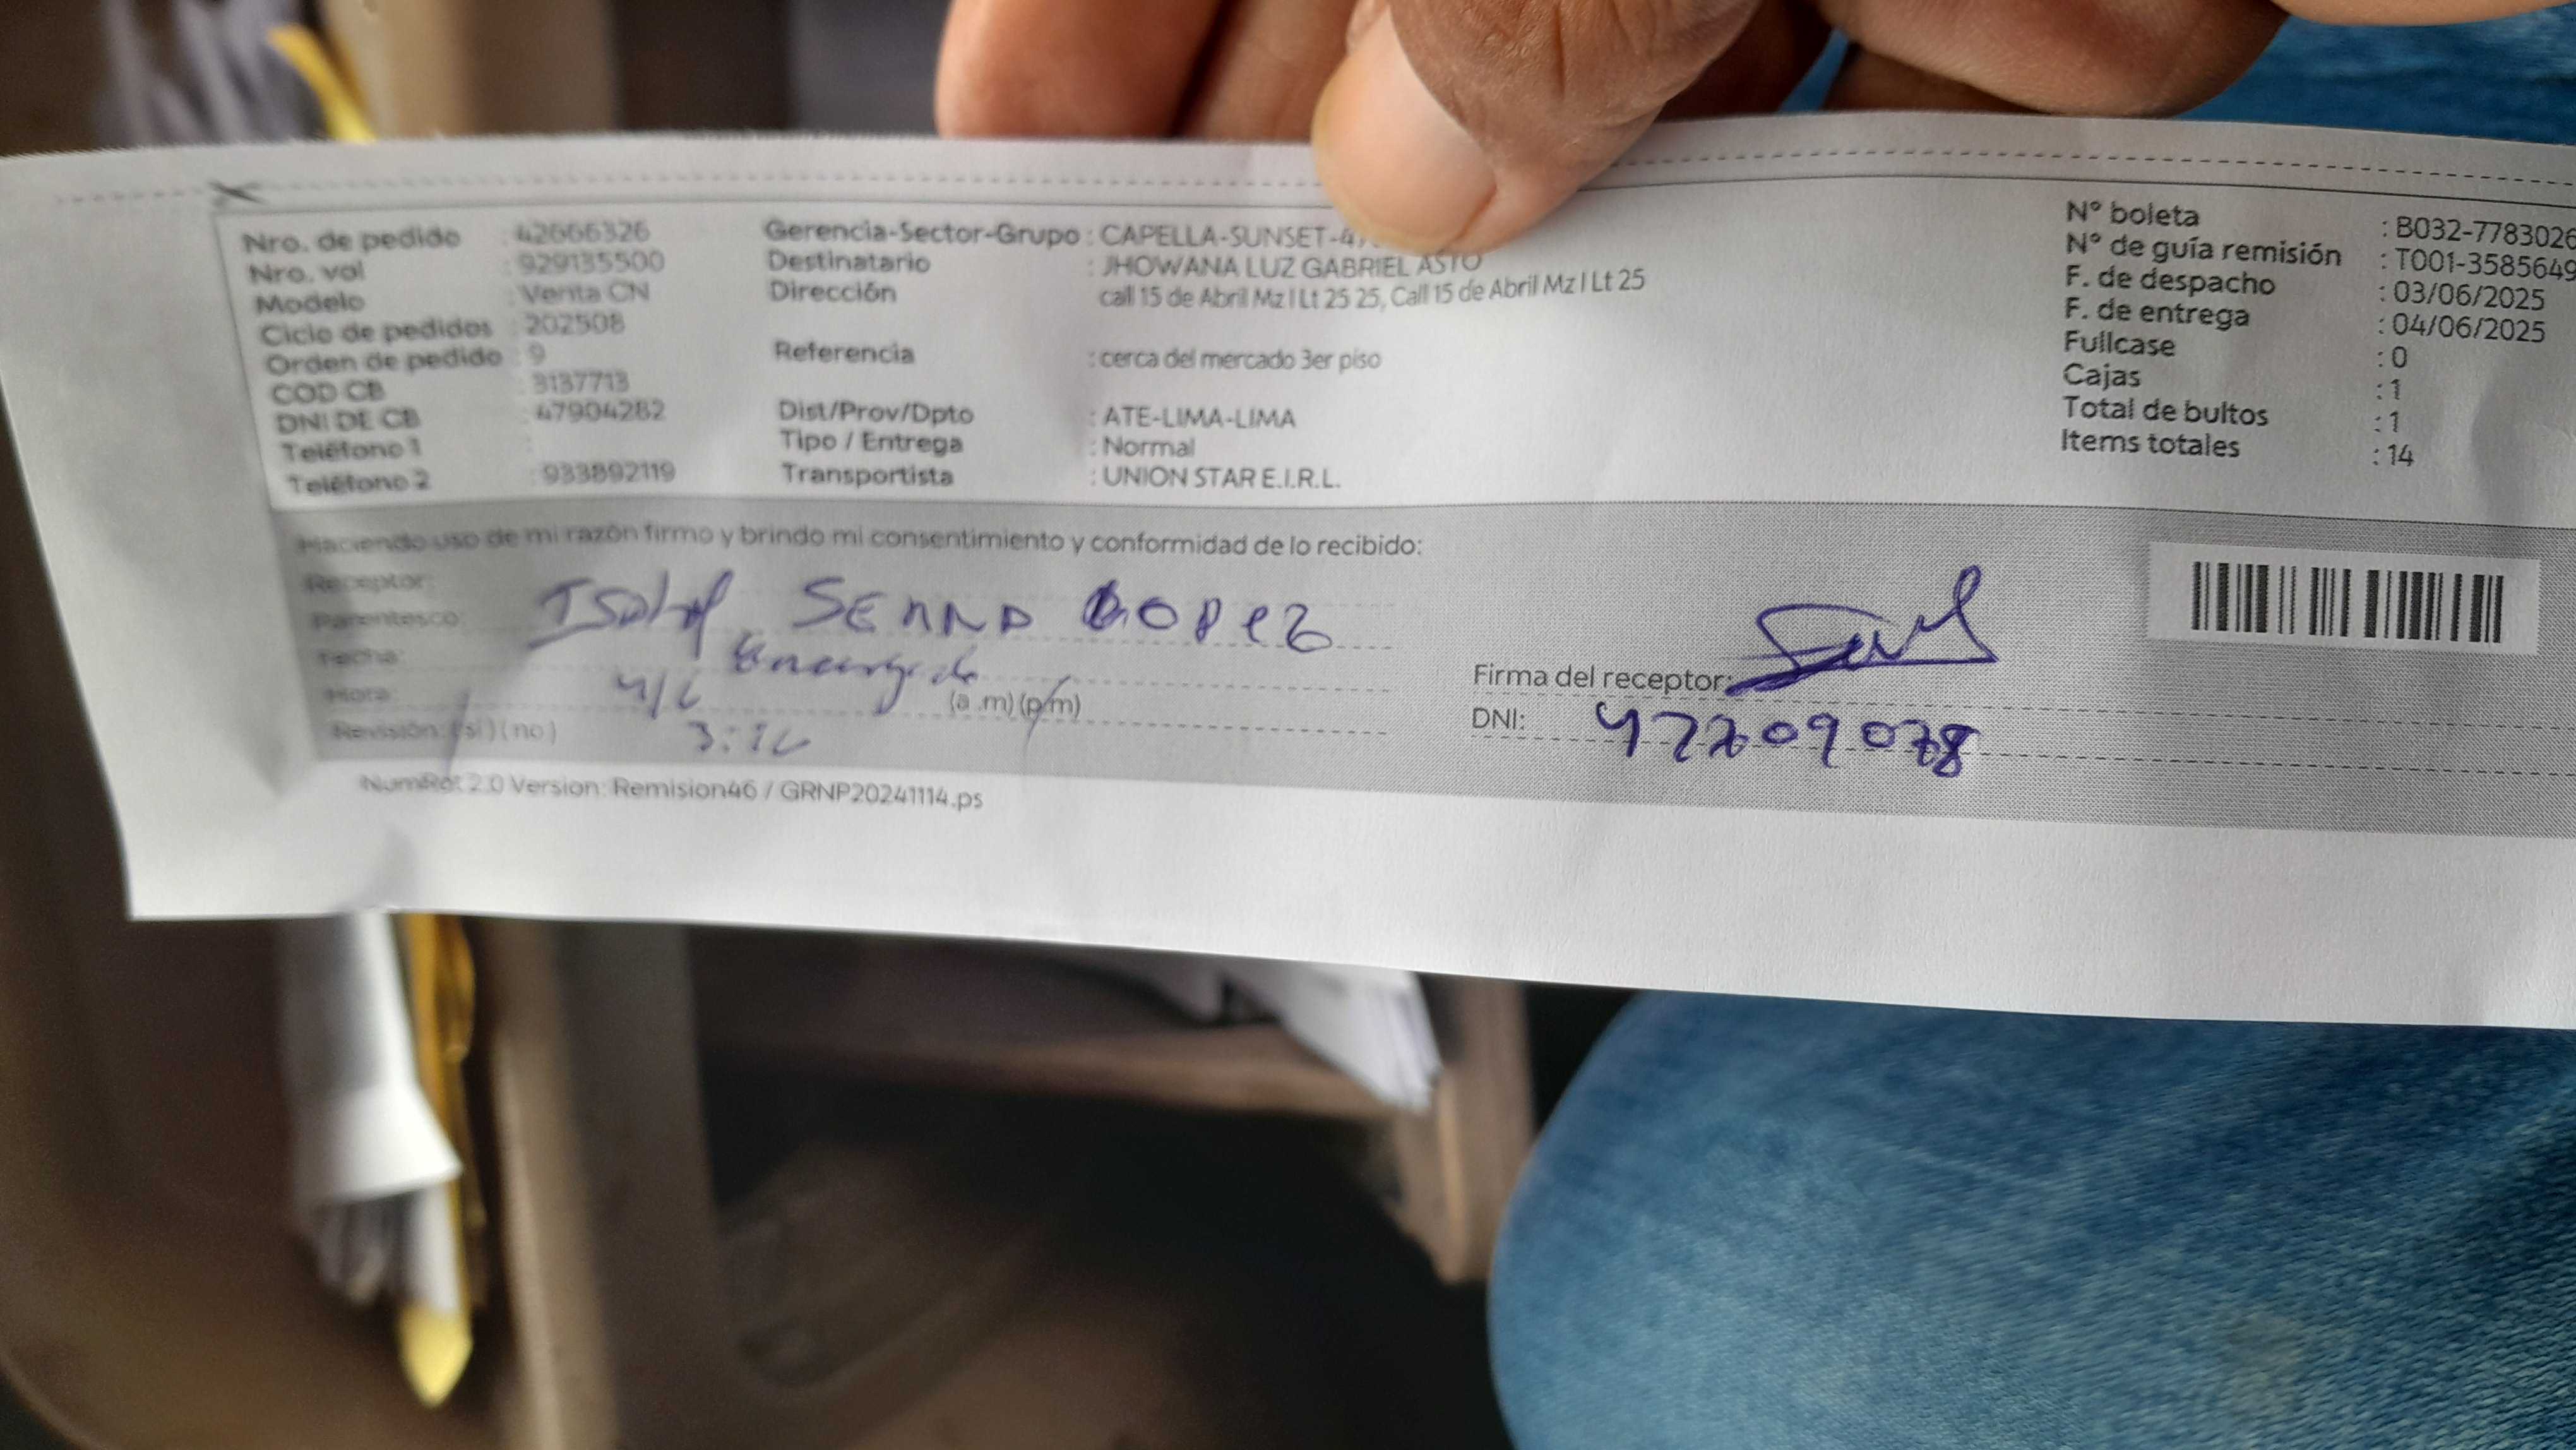 Nro. de pedido : 42666326
Nro. vol : 929135500
Modelo : Venta CN
Ciclo de pedidos : 202508
Orden de pedido : 9
COD CB : 3137713
DNI DE CB : 47904282
Teléfono 1 :
Teléfono 2 : 933892119
Gerencia-Sector-Grupo : CAPELLA-SUNSET-4
Destinatario : JHOWANA LUZ GABRIEL ASTO
Dirección call 15 de Abril Mz I Lt 25 25, Call 15 de Abril Mz I Lt 25
Referencia : cerca del mercado 3er piso
Dist/Prov/Dpto : ATE-LIMA-LIMA
Tipo / Entrega : Normal
Transportista : UNION STAR E.I.R.L.
N° boleta : B032-7783026
N° de guía remisión : T001-3585649
F. de despacho : 03/06/2025
F. de entrega : 04/06/2025
Fullcase : 0
Cajas : 1
Total de bultos : 1
Items totales : 14
Haciendo uso de mi razón firmo y brindo mi consentimiento y conformidad de lo recibido:
Receptor:
Parentesco: LOPEZ
Fecha:
Hora: (a .m) (p/m)
Revisión: (si) (no)
Firma del receptor:
DNI:
NumRot 2.0 Version: Remision46 / GRNP20241114.ps